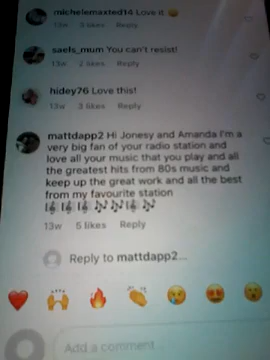 michelemaxted14 Love it 😀
13w 3 likes Reply
saels_mum You can't resist!
13w 2 likes Reply
hidey76 Love this!
13w 3 likes Reply
mattdapp2 Hi Jonesy and Amanda I'm a
very big fan of your radio station and
love all your music that you play and all
the greatest hits from 80s music and
keep up the great work and all the best
from my favourite station
🎼🎼🎼🎶🎶🎼🎶
13w 5 likes Reply
Reply to mattdapp2...
❤️ 🙌 🔥 👏 😢 😍 😮
Add a comment...